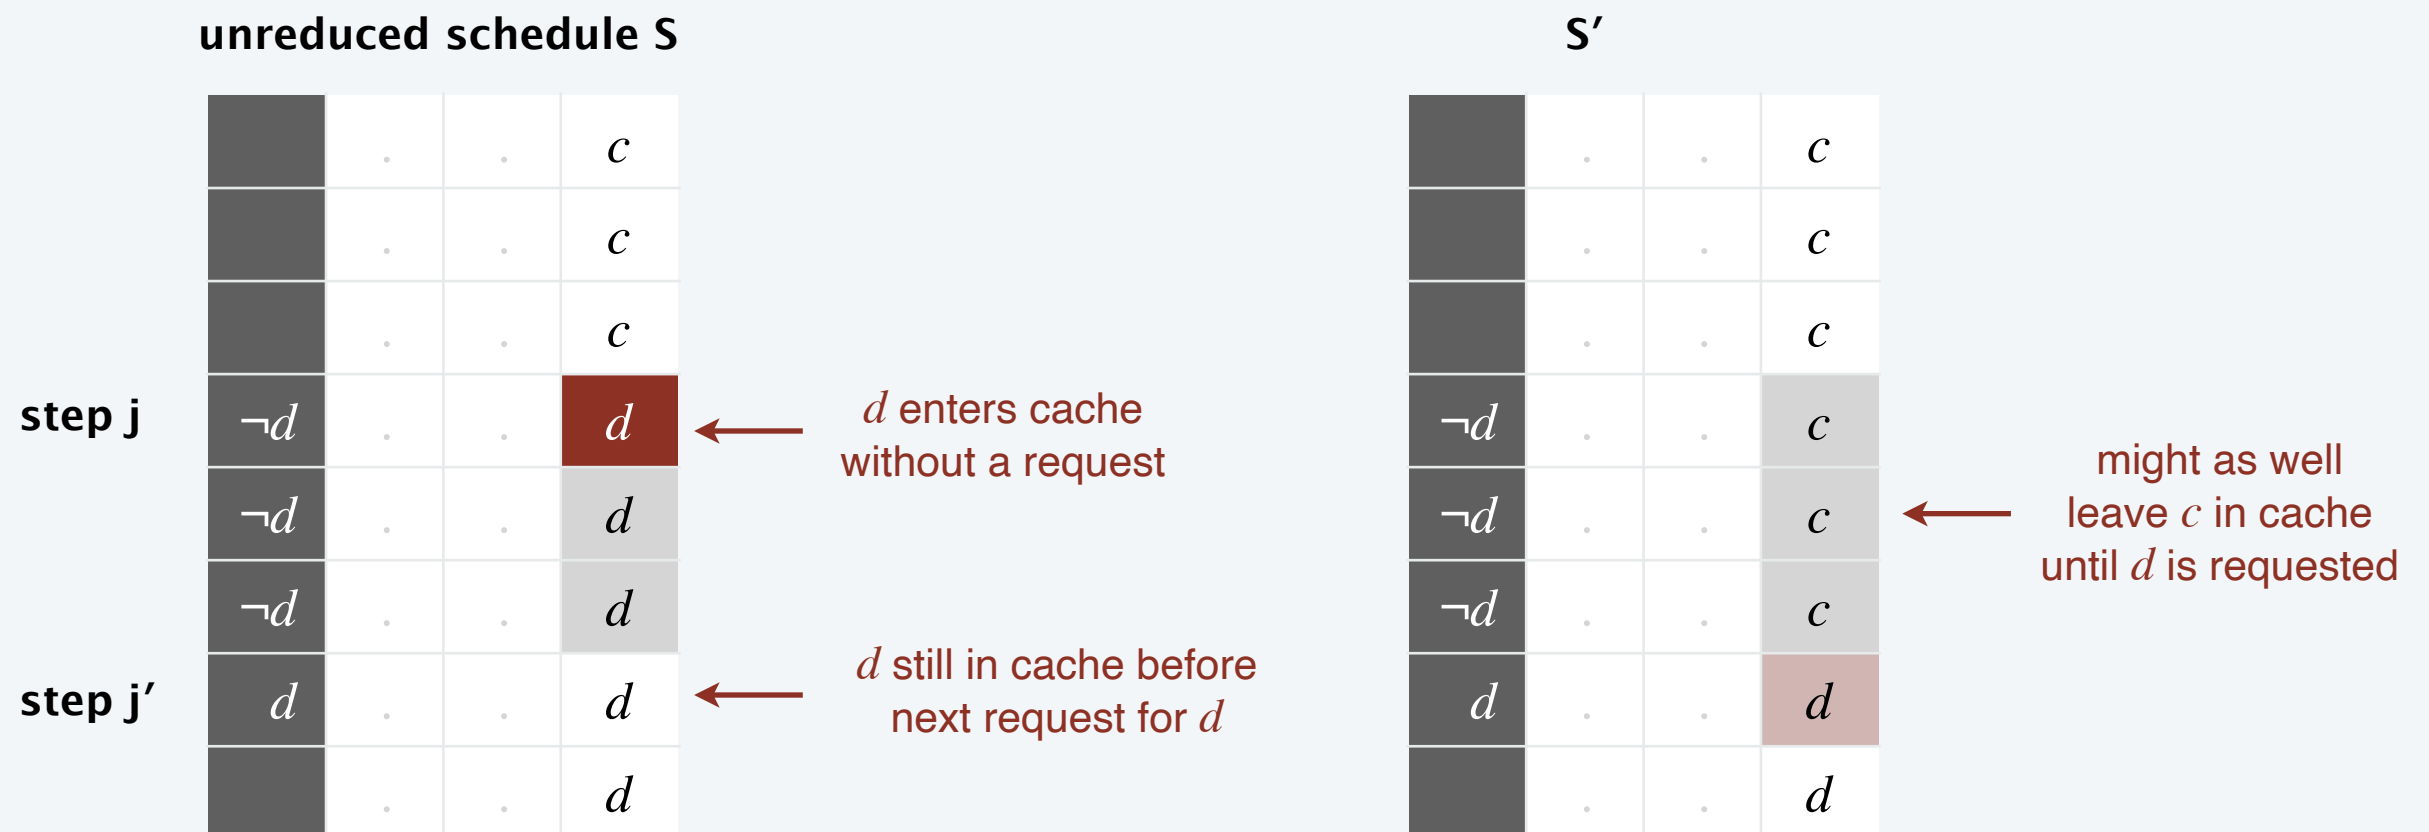 unreduced schedule S
S′
. . c
. . c
. . c
step j
¬d . . d
¬d . . d
¬d . . d
step j′
d . . d
. . d
d enters cache
without a request
d still in cache before
next request for d
. . c
. . c
. . c
¬d . . c
¬d . . c
¬d . . c
d . . d
. . d
might as well
leave c in cache
until d is requested